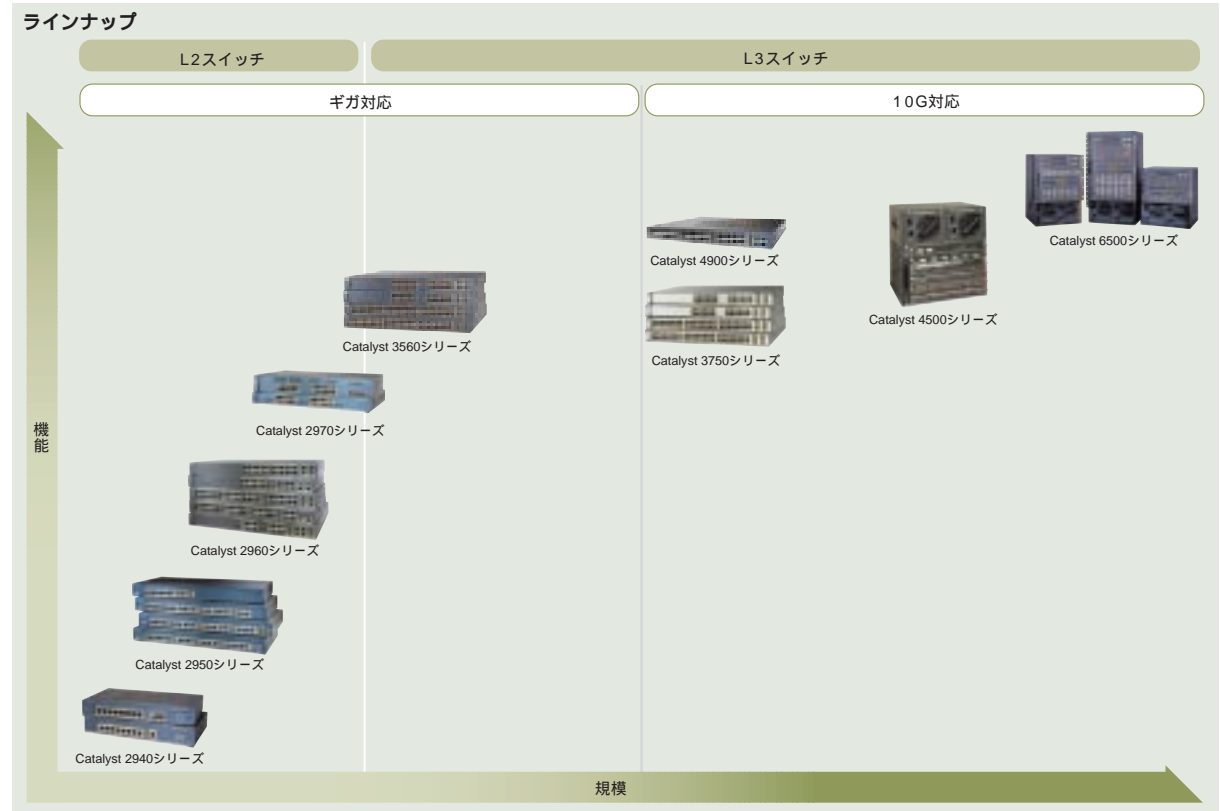 ラインナップ
L2スイッチ
L3スイッチ
ギガ対応
10G対応
Catalyst 6500シリーズ
Catalyst 4900シリーズ
Catalyst 4500シリーズ
Catalyst 3560シリーズ
Catalyst 3750シリーズ
Catalyst 2970シリーズ
機能
Catalyst 2960シリーズ
Catalyst 2950シリーズ
Catalyst 2940シリーズ
規模